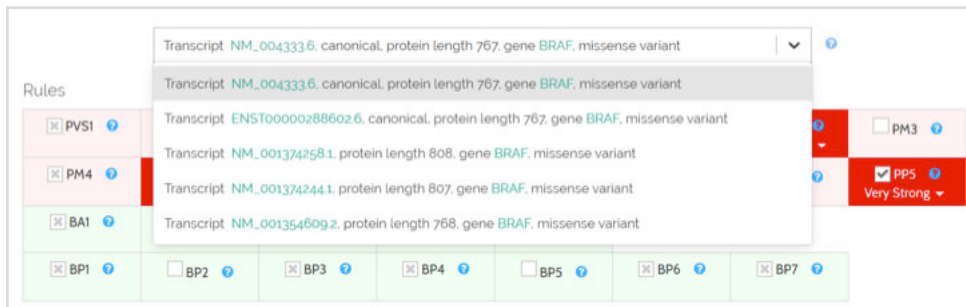 Transcript NM_004333.6, canonical, protein length 767, gene BRAF, missense variant
Transcript NM_004333.6, canonical, protein length 767, gene BRAF, missense variant
Rules
Transcript ENST00000288602.6, canonical, protein length 767, gene BRAF, missense variant
PVS1
PM3
Transcript NM_001374258.1, protein length 808, gene BRAF, missense variant
PM4
PP5
Transcript NM_001374244.1, protein length 807, gene BRAF, missense variant
Very Strong
BA1
Transcript NM_001354609.2, protein length 768, gene BRAF, missense variant
BP1 BP2 BP3 BP4 BP5 BP6 BP7